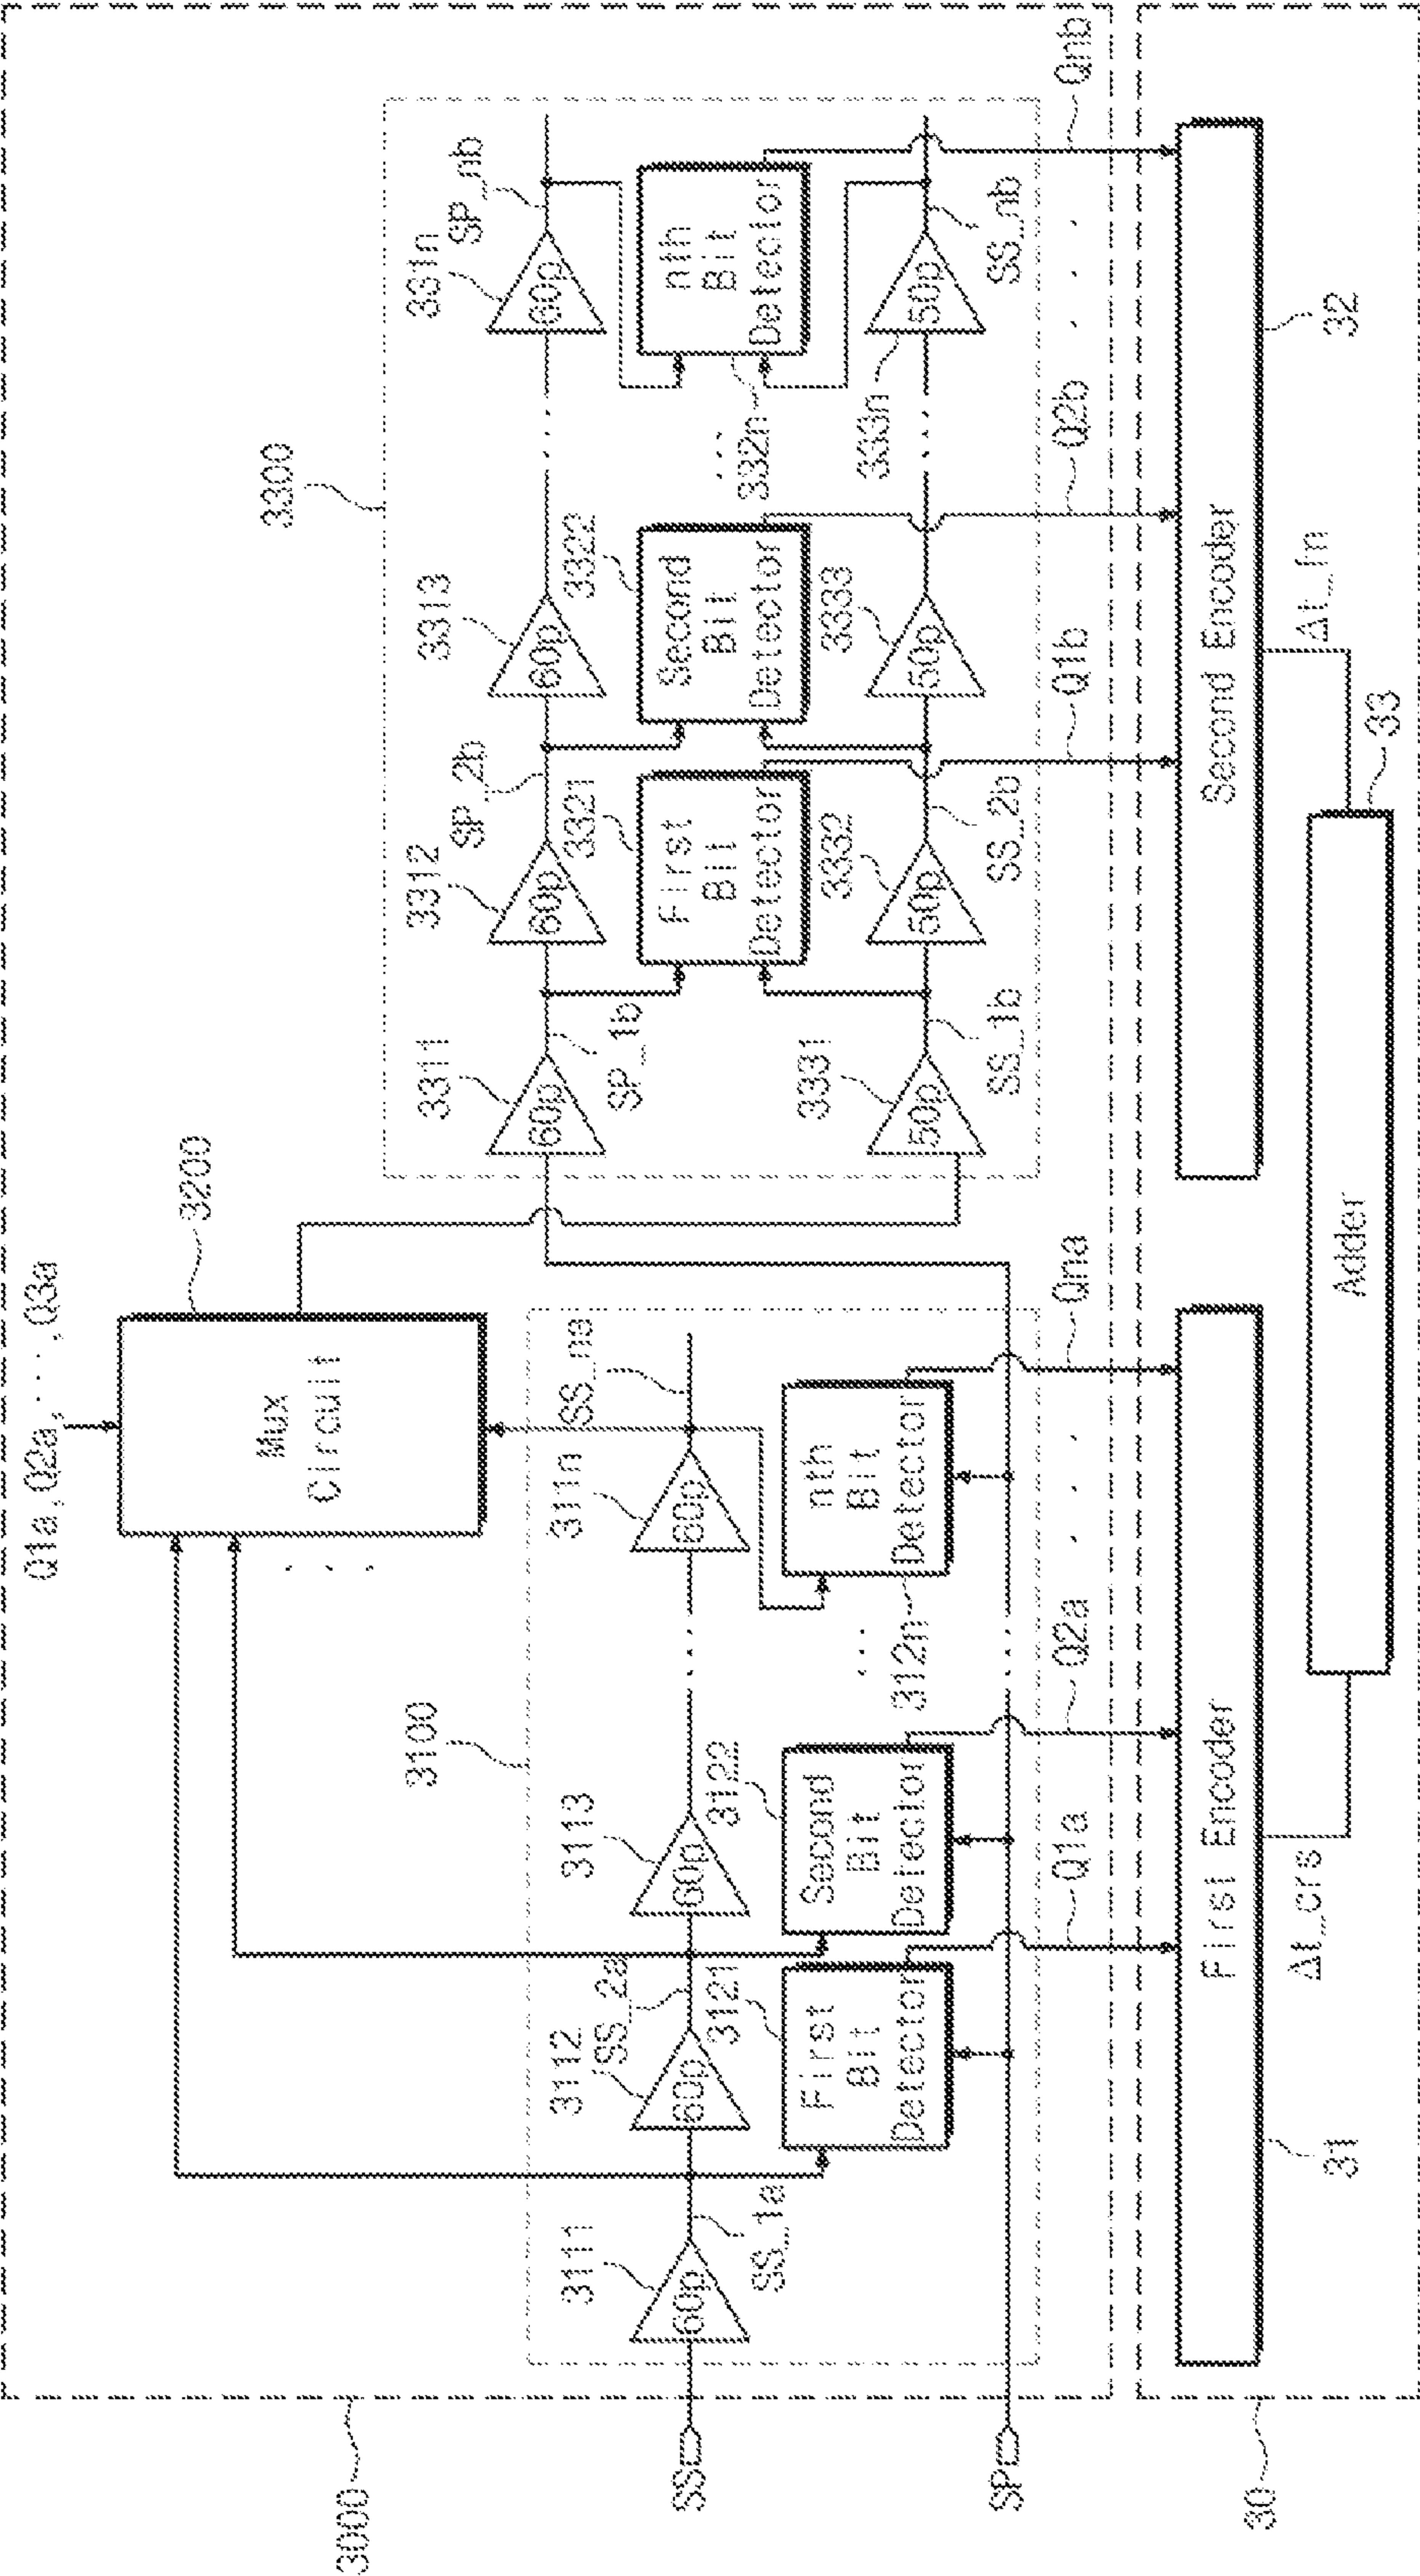 3000
Q1a,Q2a,···,Q3a
3200
Mux
Circuit
3300
3311
60p
SP_1b
3312
60p
SP_2b
3313
60p
331n
60p
SP_nb
3321
First
Bit
Detector
3322
Second
Bit
Detector
332n
nth
Bit
Detector
3331
50p
SS_1b
3332
50p
SS_2b
3333
50p
333n
50p
SS_nb
3100
SS
3111
60p
SS_1a
3112
60p
SS_2a
3113
60p
311n
60p
SS_na
3121
First
Bit
Detector
3122
Second
Bit
Detector
312n
nth
Bit
Detector
SP
Q1a
Q2a
Qna
Q1b
Q2b
Qnb
30
First Encoder
31
Δt_crs
Second Encoder
32
Δt_fn
Adder
33